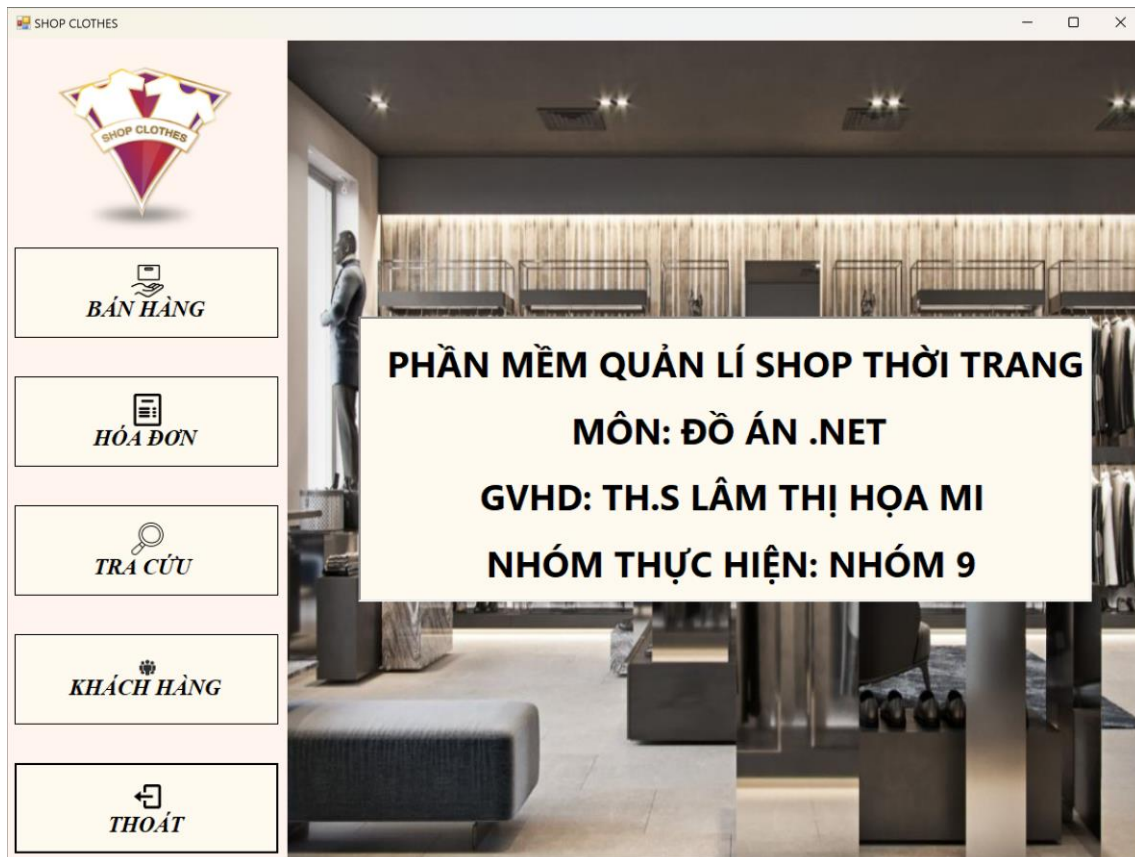 SHOP CLOTHES
SHOP CLOTHES
BÁN HÀNG
HÓA ĐƠN
TRA CỨU
KHÁCH HÀNG
THOÁT
PHẦN MỀM QUẢN LÍ SHOP THỜI TRANG
MÔN: ĐỒ ÁN .NET
GVHD: TH.S LÂM THỊ HỌA MI
NHÓM THỰC HIỆN: NHÓM 9